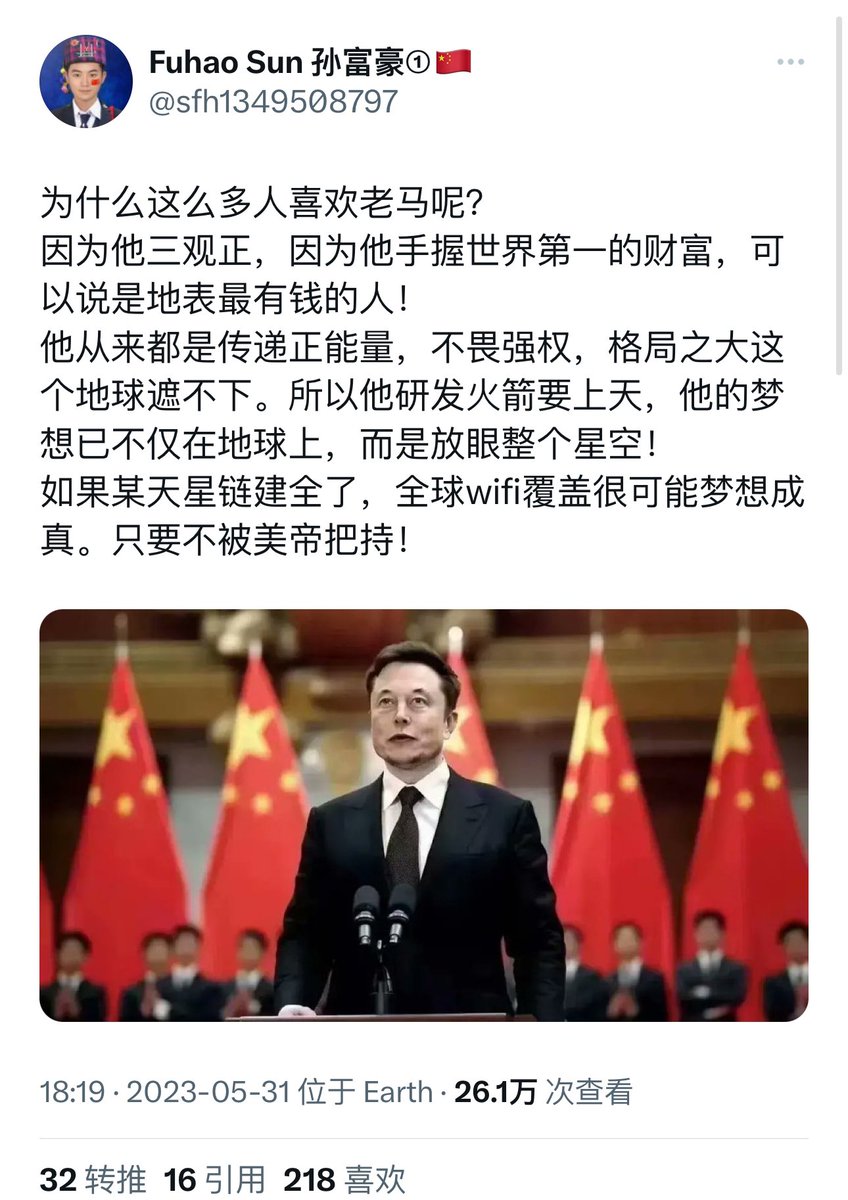 Fuhao Sun 孙富豪①🇨🇳
@sfh1349508797
为什么这么多人喜欢老马呢?
因为他三观正，因为他手握世界第一的财富，可
以说是地表最有钱的人！
他从来都是传递正能量，不畏强权，格局之大这
个地球遮不下。所以他研发火箭要上天，他的梦
想已不仅在地球上，而是放眼整个星空！
如果某天星链建全了，全球wifi覆盖很可能梦想成
真。只要不被美帝把持！
18:19 · 2023-05-31 位于 Earth · 26.1万 次查看
32 转推 16 引用 218 喜欢